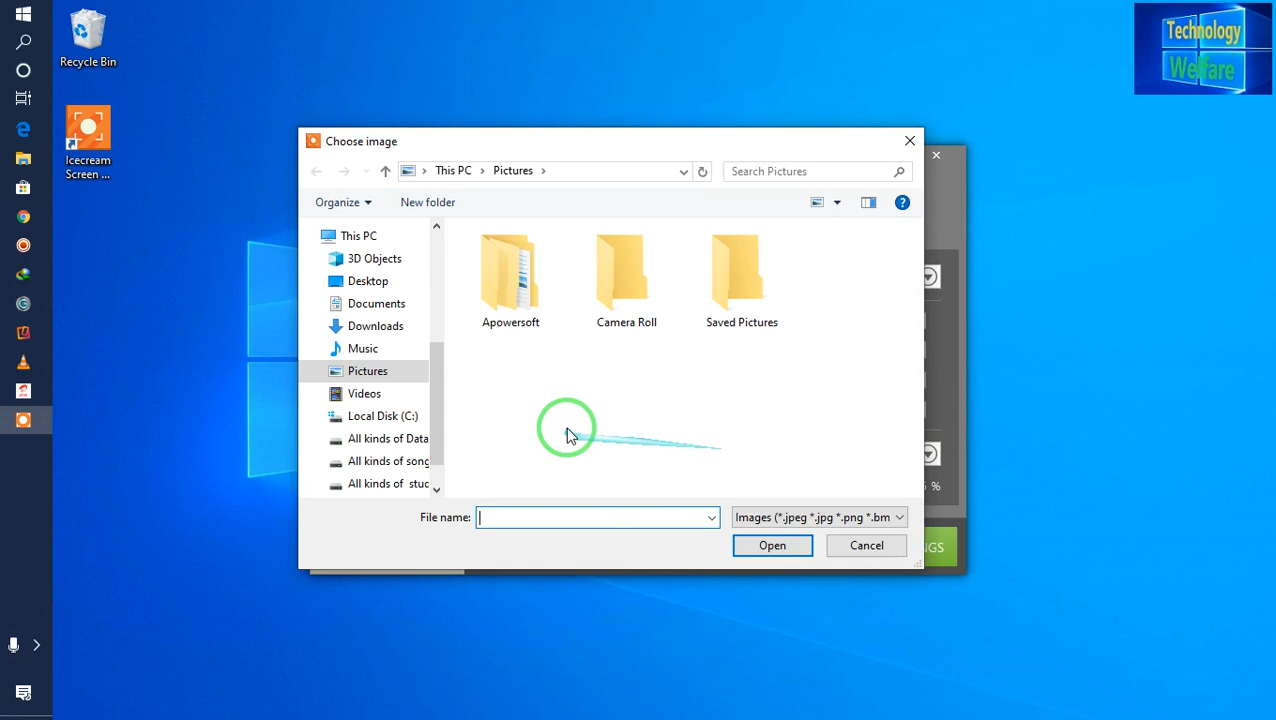 Recycle Bin
Icecream
Screen ...
Technology
Welfare
Choose image
This PC
Pictures
Search Pictures
Organize
New folder
This PC
3D Objects
Desktop
Documents
Downloads
Music
Pictures
Videos
Local Disk (C:)
All kinds of Data
All kinds of song
All kinds of stuc
Apowersoft
Camera Roll
Saved Pictures
%
File name:
Images (*.jpeg *.jpg *.png *.bm
Open
Cancel
NGS